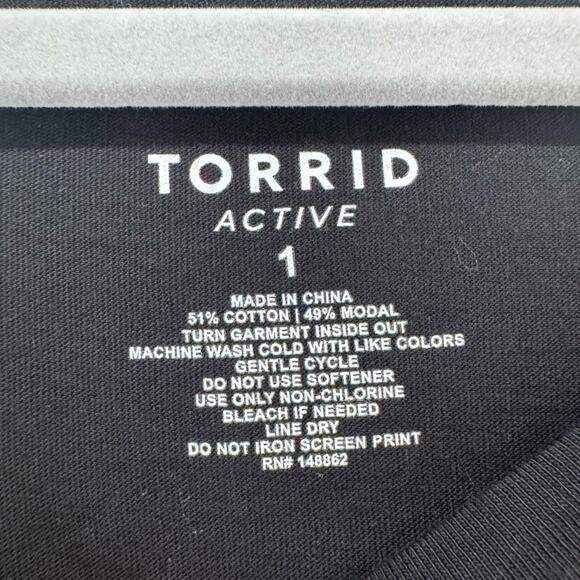 TORRID
ACTIVE
1
MADE IN CHINA
51% COTTON | 49% MODAL
TURN GARMENT INSIDE OUT
MACHINE WASH COLD WITH LIKE COLORS
GENTLE CYCLE
DO NOT USE SOFTENER
USE ONLY NON-CHLORINE
BLEACH IF NEEDED
LINE DRY
DO NOT IRON SCREEN PRINT
RN# 148862